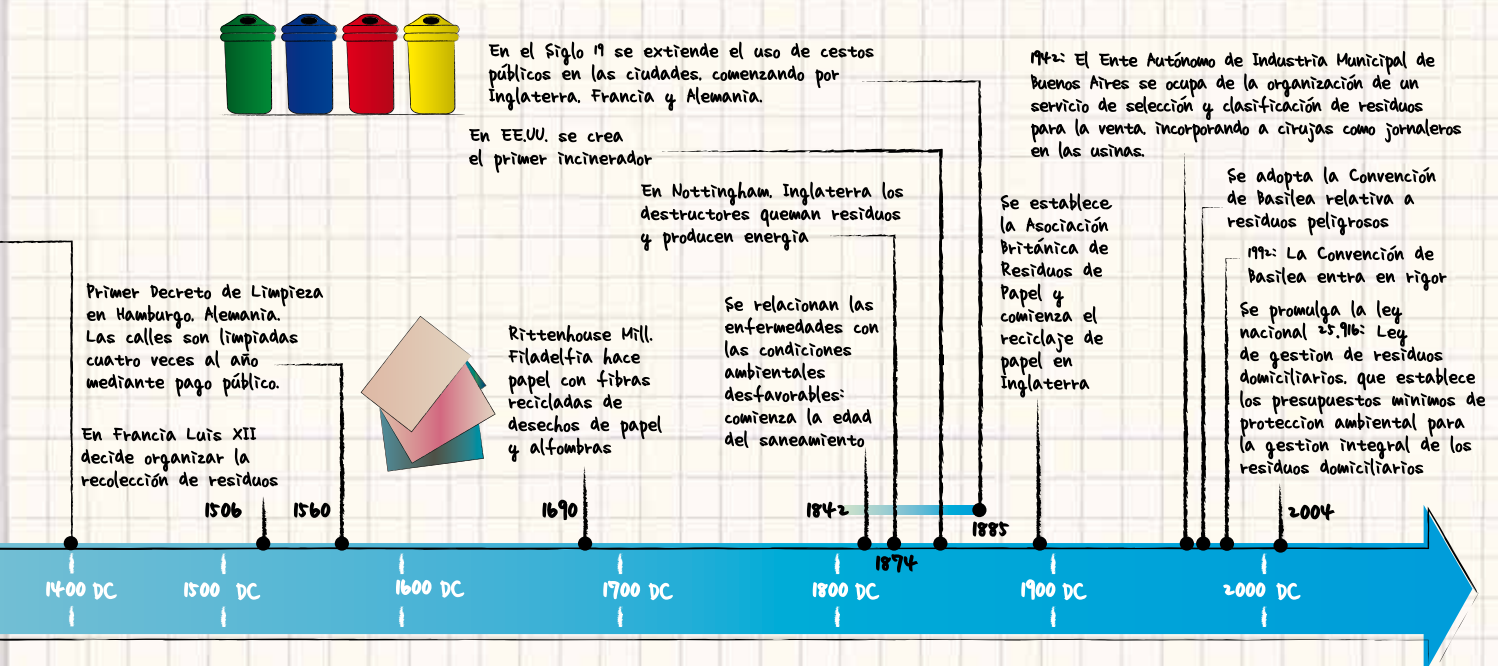 En el Siglo 19 se extiende el uso de cestos
públicos en las ciudades, comenzando por
Inglaterra, Francia y Alemania.
En EE.UU. se crea
el primer incinerador
En Nottingham, Inglaterra los
destructores queman residuos
y producen energia
1942: El Ente Autónomo de Industria Municipal de
Buenos Aires se ocupa de la organización de un
servicio de selección y clasificación de residuos
para la venta, incorporando a cirujas como jornaleros
en las usinas.
Se adopta la Convención
de Basilea relativa a
residuos peligrosos
1992: La Convención de
Basilea entra en rigor
Se establece
la Asociación
Británica de
Residuos de
Papel y
comienza el
reciclaje de
papel en
Inglaterra
Primer Decreto de Limpieza
en Hamburgo, Alemania.
Las calles son limpiadas
cuatro veces al año
mediante pago público.
En Francia Luis XII
decide organizar la
recolección de residuos
Rittenhouse Mill,
Filadelfia hace
papel con fibras
recicladas de
desechos de papel
y alfombras
Se relacionan las
enfermedades con
las condiciones
ambientales
desfavorables:
comienza la edad
del saneamiento
Se promulga la ley
nacional 25.916: Ley
de gestion de residuos
domiciliarios, que establece
los presupuestos minimos de
proteccion ambiental para
la gestion integral de los
residuos domiciliarios
1506
1560
1690
1842
1885
1874
2004
1400 DC
1500 DC
1600 DC
1700 DC
1800 DC
1900 DC
2000 DC